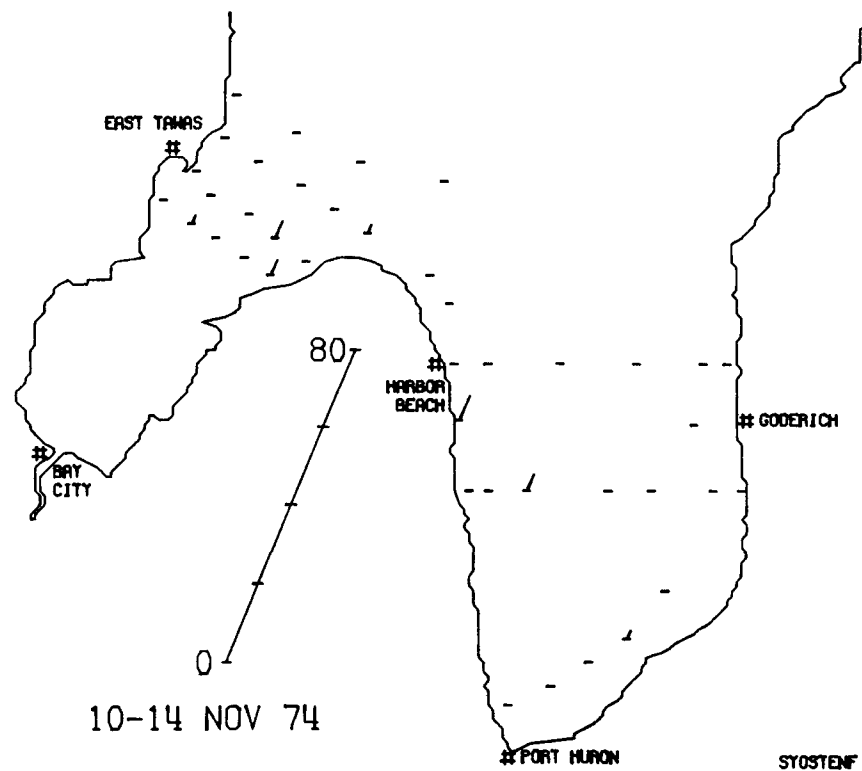 EAST TAWAS
80
HARBOR
BEACH
GODERICH
BAY
CITY
0
10-14 NOV 74
PORT HURON
SYOSTENF